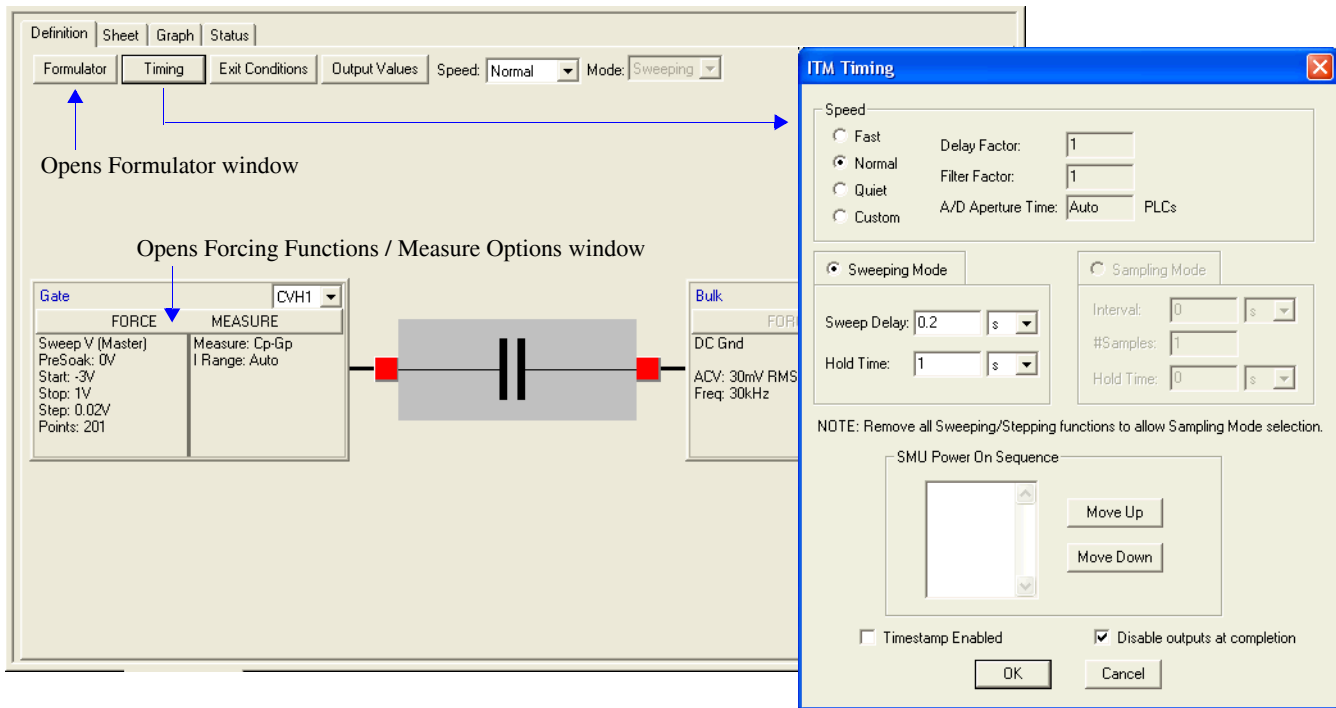 Definition Sheet Graph Status
Formulator Timing Exit Conditions Output Values Speed: Normal Mode: Sweeping
Opens Formulator window
Opens Forcing Functions / Measure Options window
Gate CVH1
FORCE MEASURE
Sweep V (Master) Measure: Cp-Gp
PreSoak: 0V I Range: Auto
Start: -3V
Stop: 1V
Step: 0.02V
Points: 201
Bulk
DC Gnd
ACV: 30mV RMS
Freq: 30kHz
ITM Timing
Speed
Fast
Normal
Quiet
Custom
Delay Factor: 1
Filter Factor: 1
A/D Aperture Time: Auto PLCs
Sweeping Mode
Sweep Delay: 0.2 s
Hold Time: 1 s
Sampling Mode
Interval: 0 s
#Samples: 1
Hold Time: 0 s
NOTE: Remove all Sweeping/Stepping functions to allow Sampling Mode selection.
SMU Power On Sequence
Move Up
Move Down
Timestamp Enabled Disable outputs at completion
OK Cancel